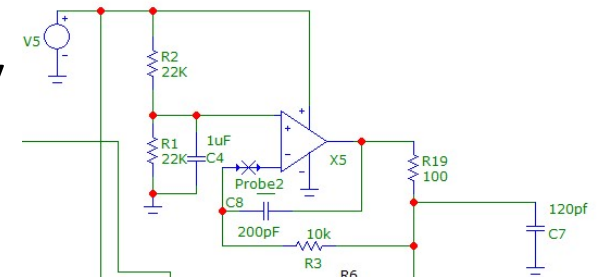 V5
+
-
R2
22K
R1
22K
1uF
C4
+
+
-
-
X5
Probe2
C8
200pF
10k
R3
R19
100
120pf
C7
R6